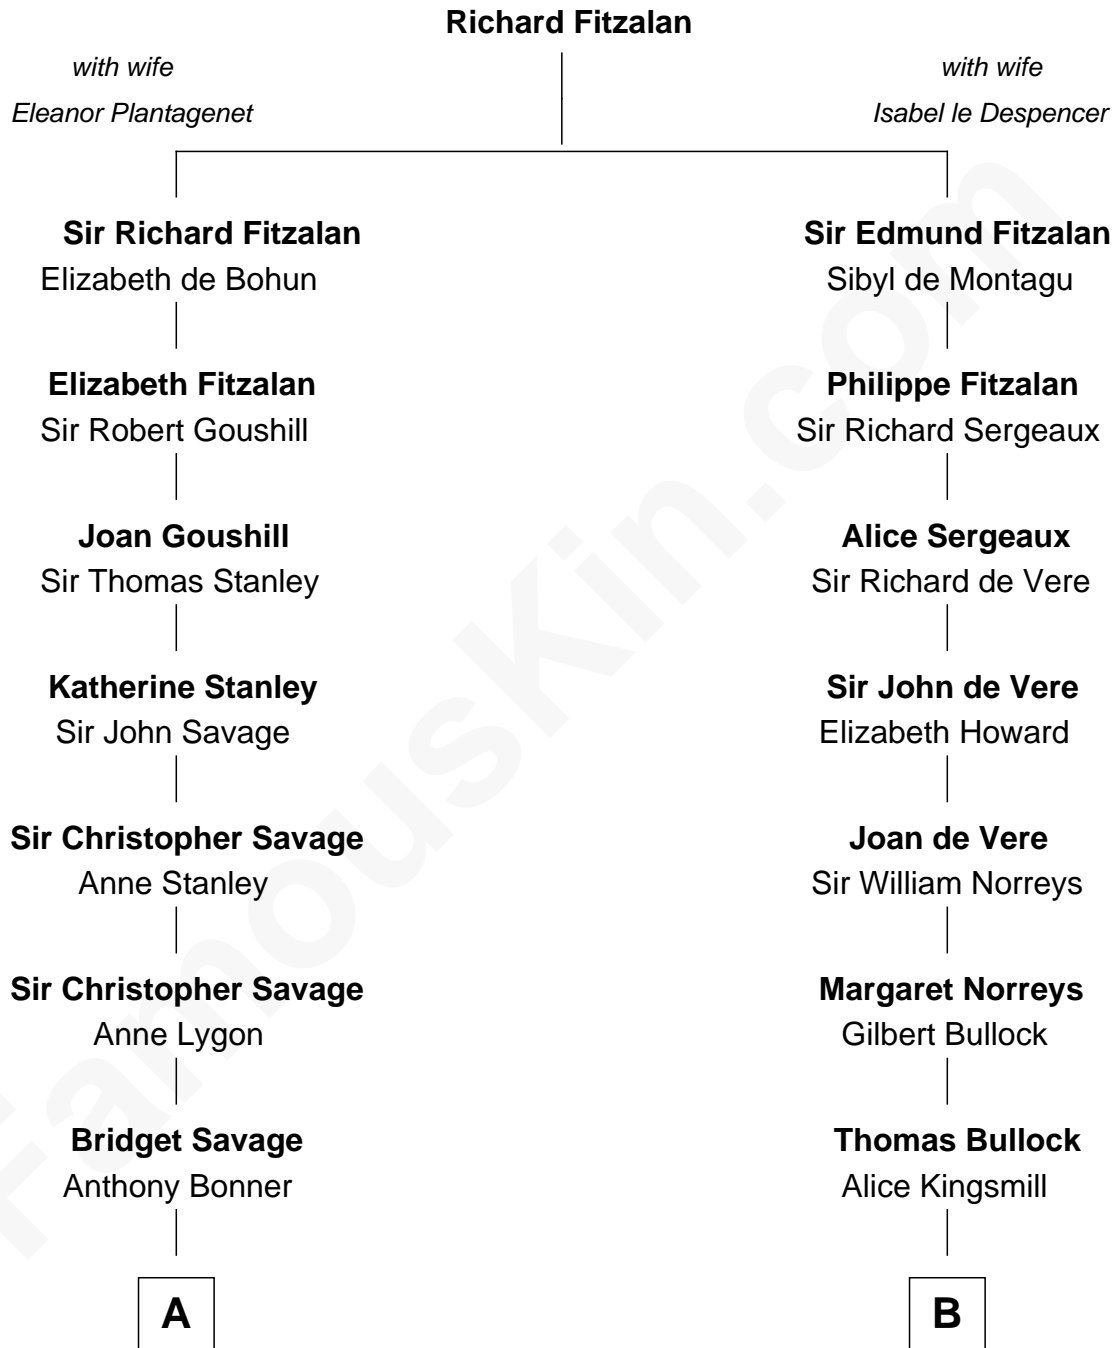 Richard Fitzalan
with wife
Eleanor Plantagenet
with wife
Isabel le Despencer
Sir Richard Fitzalan
Elizabeth de Bohun
Sir Edmund Fitzalan
Sibyl de Montagu
Elizabeth Fitzalan
Sir Robert Goushill
Philippe Fitzalan
Sir Richard Sergeaux
Joan Goushill
Sir Thomas Stanley
Alice Sergeaux
Sir Richard de Vere
Katherine Stanley
Sir John Savage
Sir John de Vere
Elizabeth Howard
Sir Christopher Savage
Anne Stanley
Joan de Vere
Sir William Norreys
Sir Christopher Savage
Anne Lygon
Margaret Norreys
Gilbert Bullock
Bridget Savage
Anthony Bonner
Thomas Bullock
Alice Kingsmill
A
B
FamousKin.com